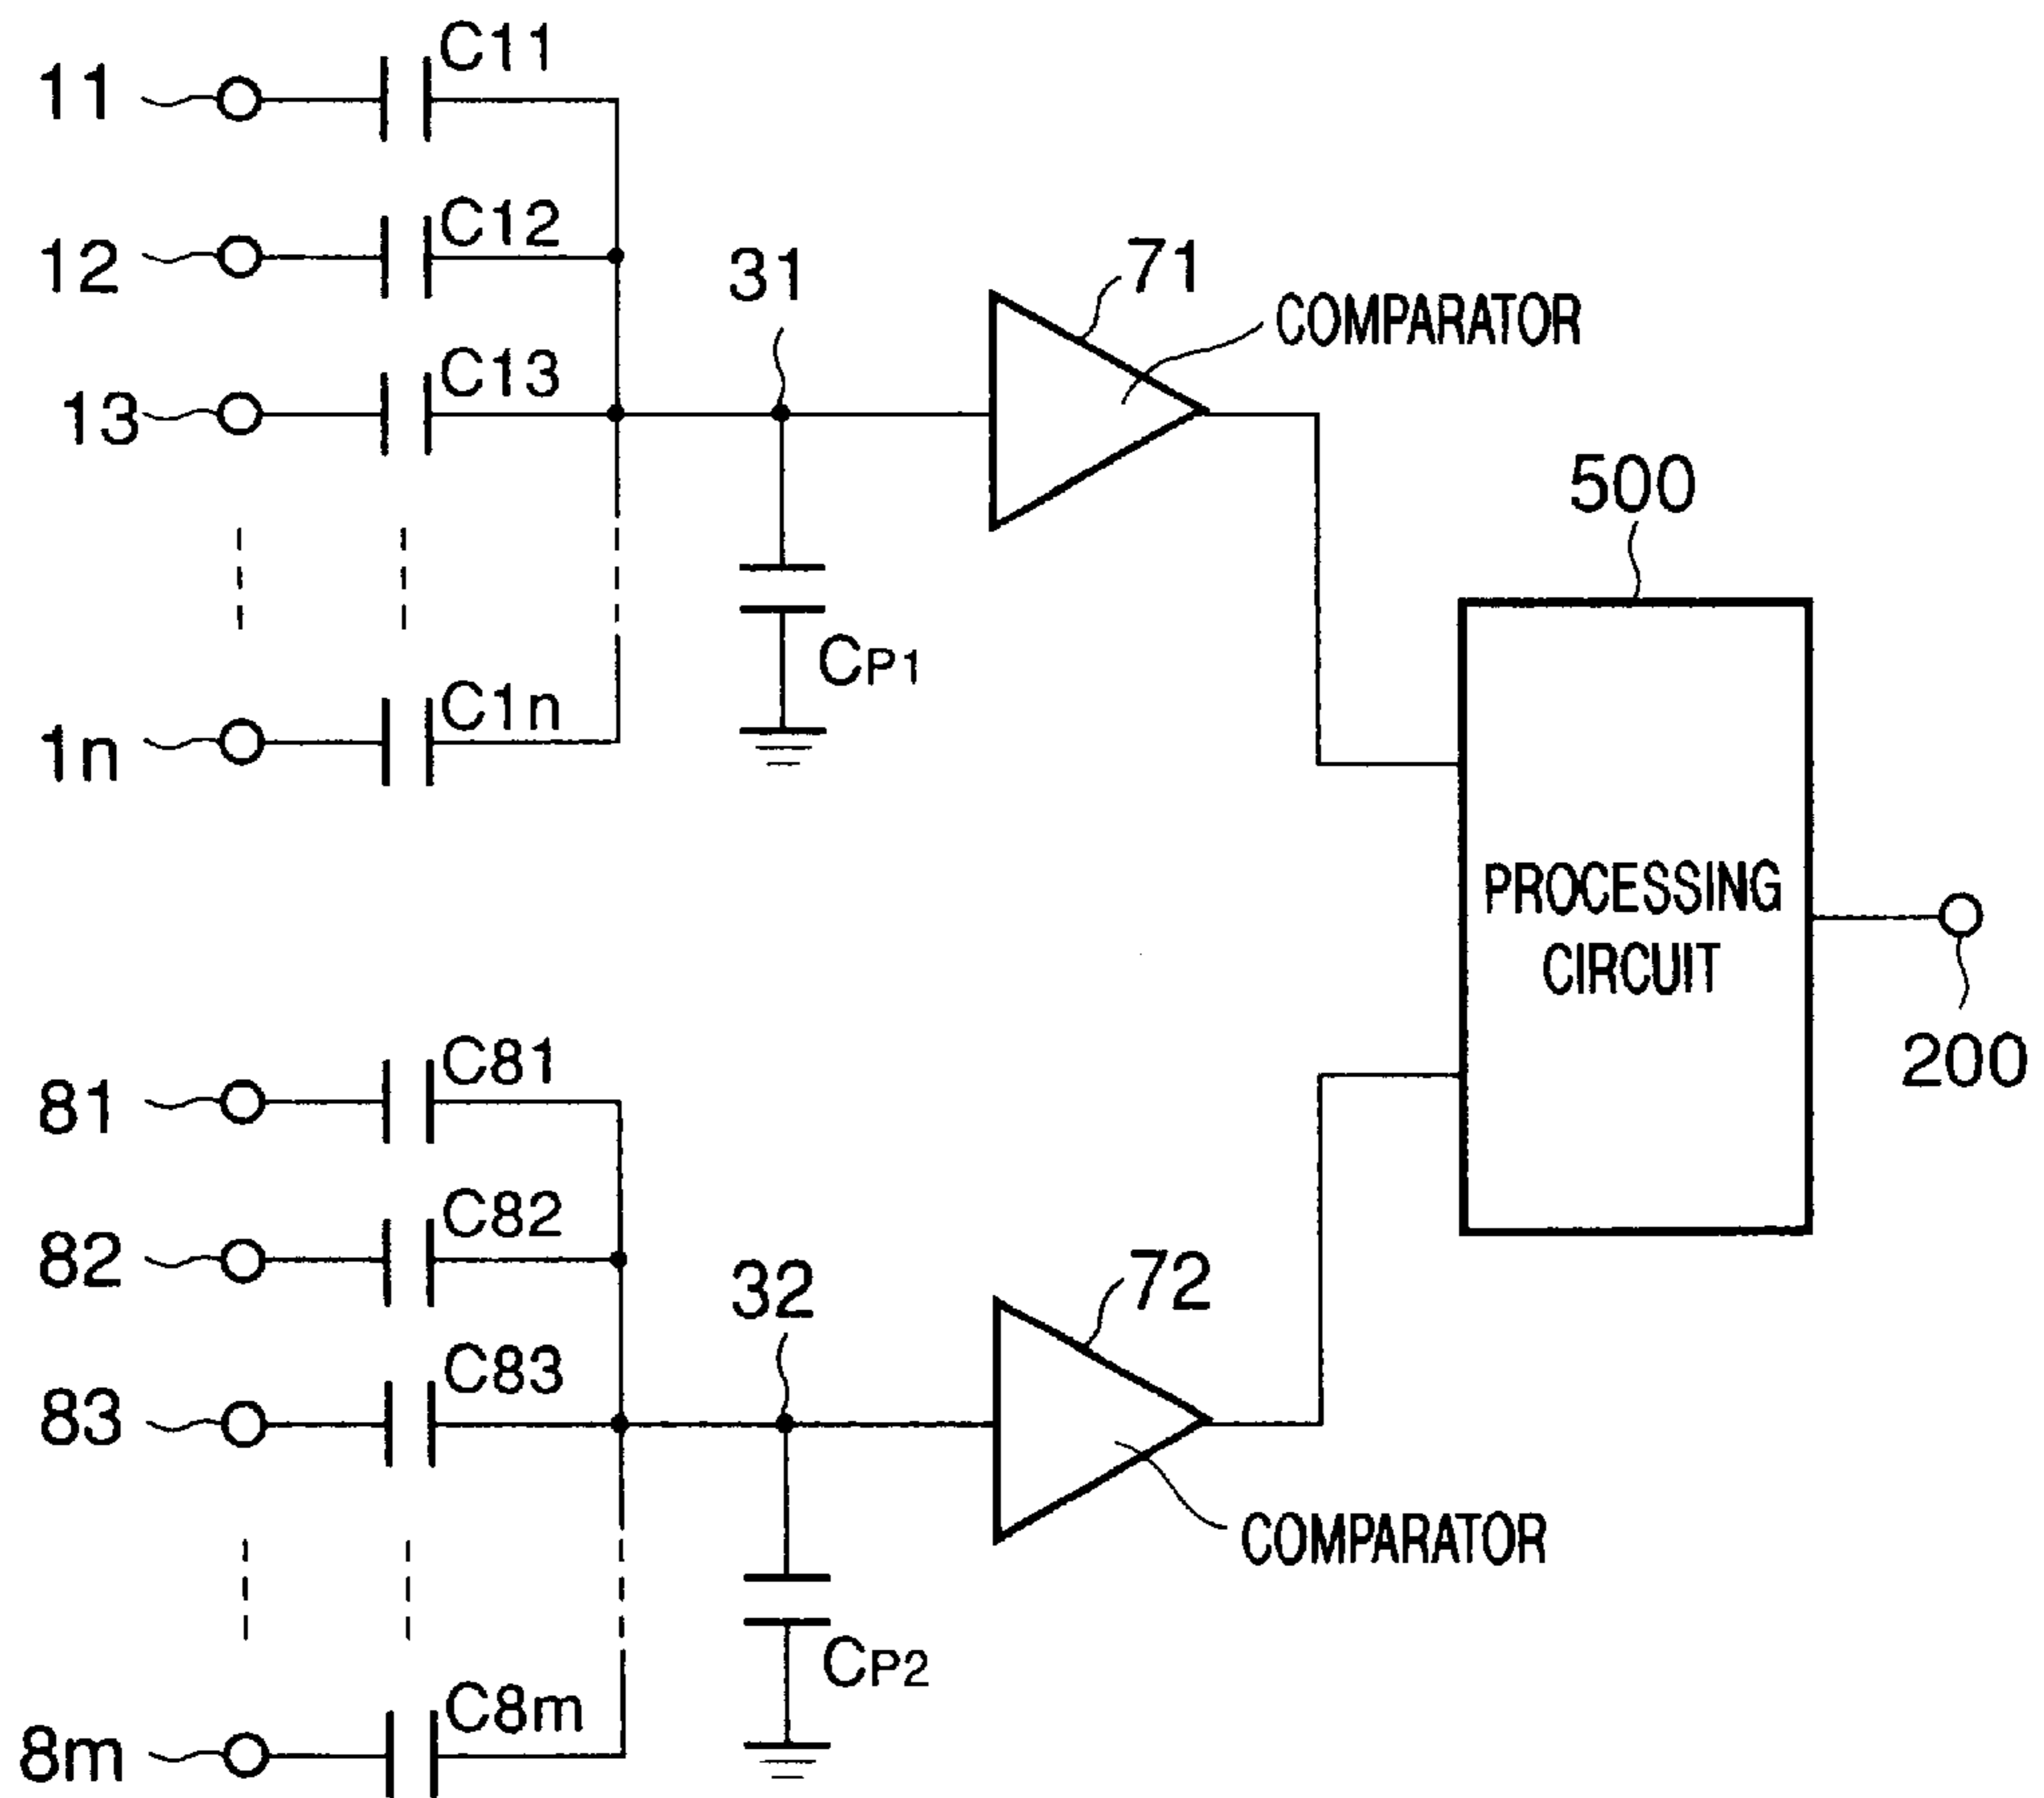 C11
11
C12
12
31
71
COMPARATOR
C13
13
500
CP1
C1n
1n
PROCESSING
CIRCUIT
200
C81
81
C82
82
32
72
C83
83
COMPARATOR
CP2
C8m
8m